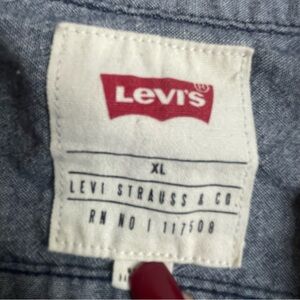 LEVI'S®
XL
LEVI STRAUSS & CO.
RN NO | 117508